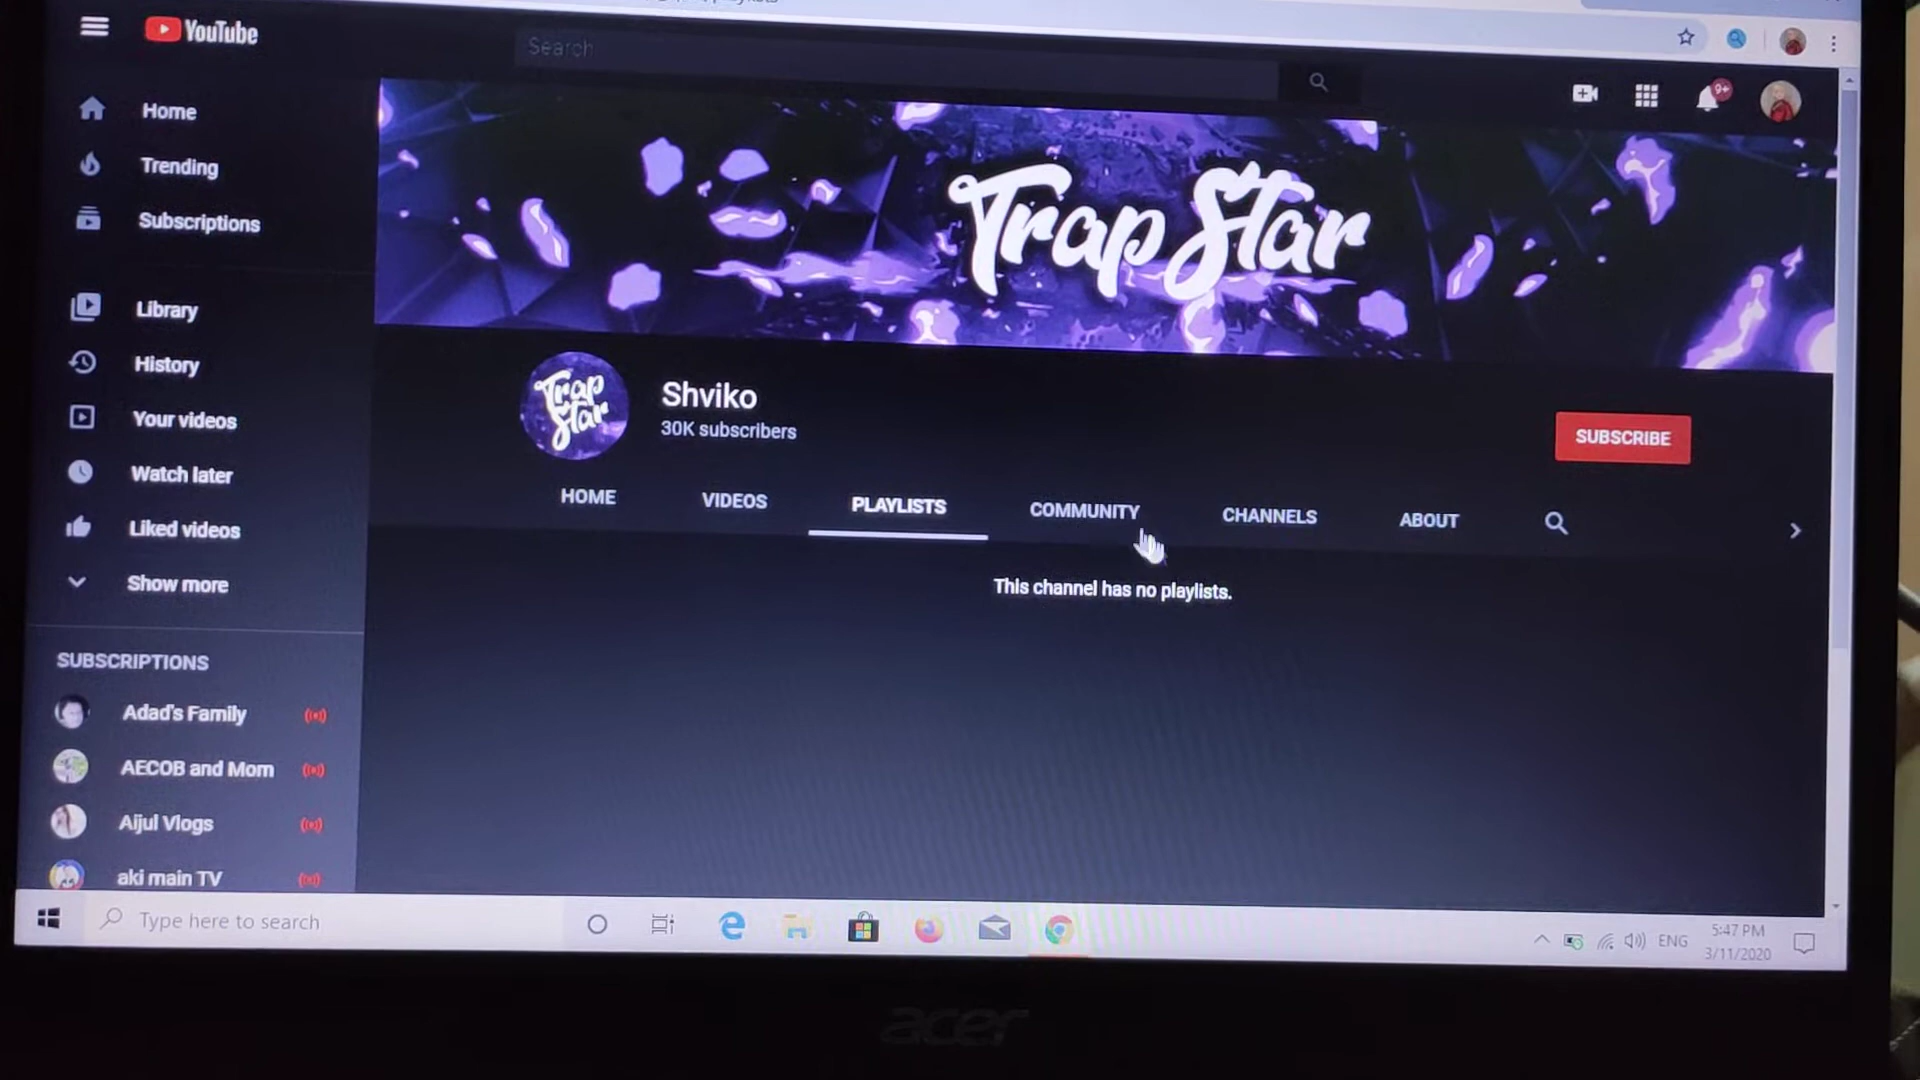 YouTube
Search
9+
Home
Trending
Subscriptions
Library
History
Your videos
Watch later
Liked videos
Show more
SUBSCRIPTIONS
Adad's Family
AECOB and Mom
Aijul Vlogs
aki main TV
Trap Star
Trap
Star
Shviko
30K subscribers
SUBSCRIBE
HOME
VIDEOS
PLAYLISTS
COMMUNITY
CHANNELS
ABOUT
This channel has no playlists.
Type here to search
ENG
5:47 PM
3/11/2020
acer